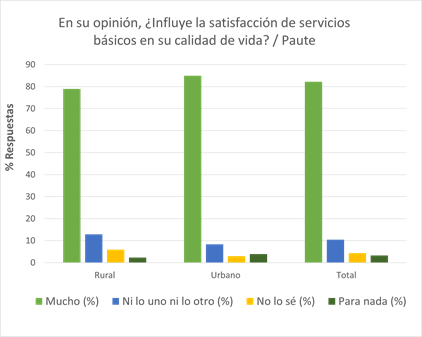 En su opinión, ¿Influye la satisfacción de servicios
básicos en su calidad de vida? / Paute
90
80
70
60
50
40
30
20
10
0
% Respuestas
Rural
Urbano
Total
Mucho (%)
Ni lo uno ni lo otro (%)
No lo sé (%)
Para nada (%)